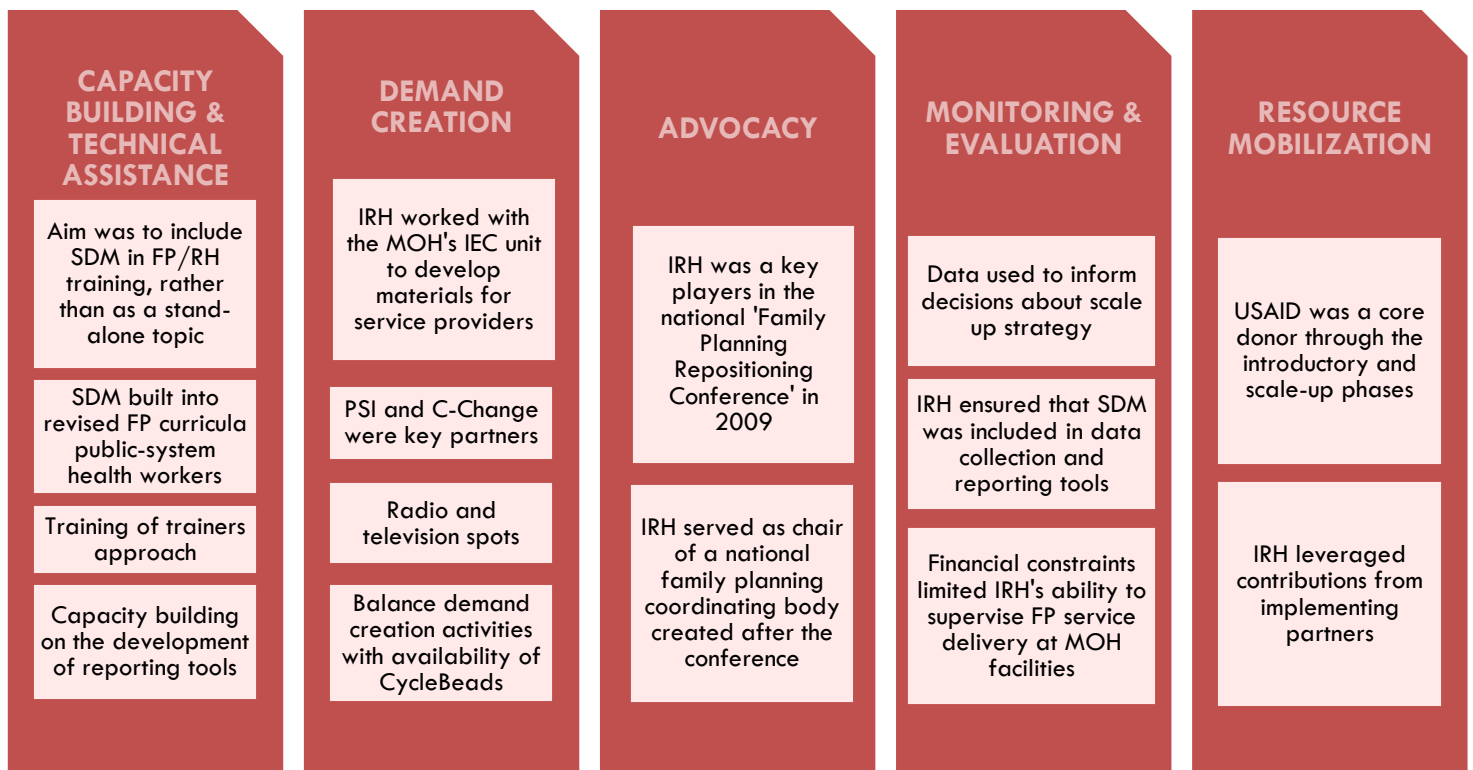 CAPACITY
BUILDING &
TECHNICAL
ASSISTANCE
Aim was to include
SDM in FP/RH
training, rather
than as a stand-
alone topic
SDM built into
revised FP curricula
public-system
health workers
Training of trainers
approach
Capacity building
on the development
of reporting tools
DEMAND
CREATION
IRH worked with
the MOH's IEC unit
to develop
materials for
service providers
PSI and C-Change
were key partners
Radio and
television spots
Balance demand
creation activities
with availability of
CycleBeads
ADVOCACY
IRH was a key
players in the
national 'Family
Planning
Repositioning
Conference' in
2009
IRH served as chair
of a national
family planning
coordinating body
created after the
conference
MONITORING &
EVALUATION
Data used to inform
decisions about scale
up strategy
IRH ensured that SDM
was included in data
collection and
reporting tools
Financial constraints
limited IRH's ability to
supervise FP service
delivery at MOH
facilities
RESOURCE
MOBILIZATION
USAID was a core
donor through the
introductory and
scale-up phases
IRH leveraged
contributions from
implementing
partners